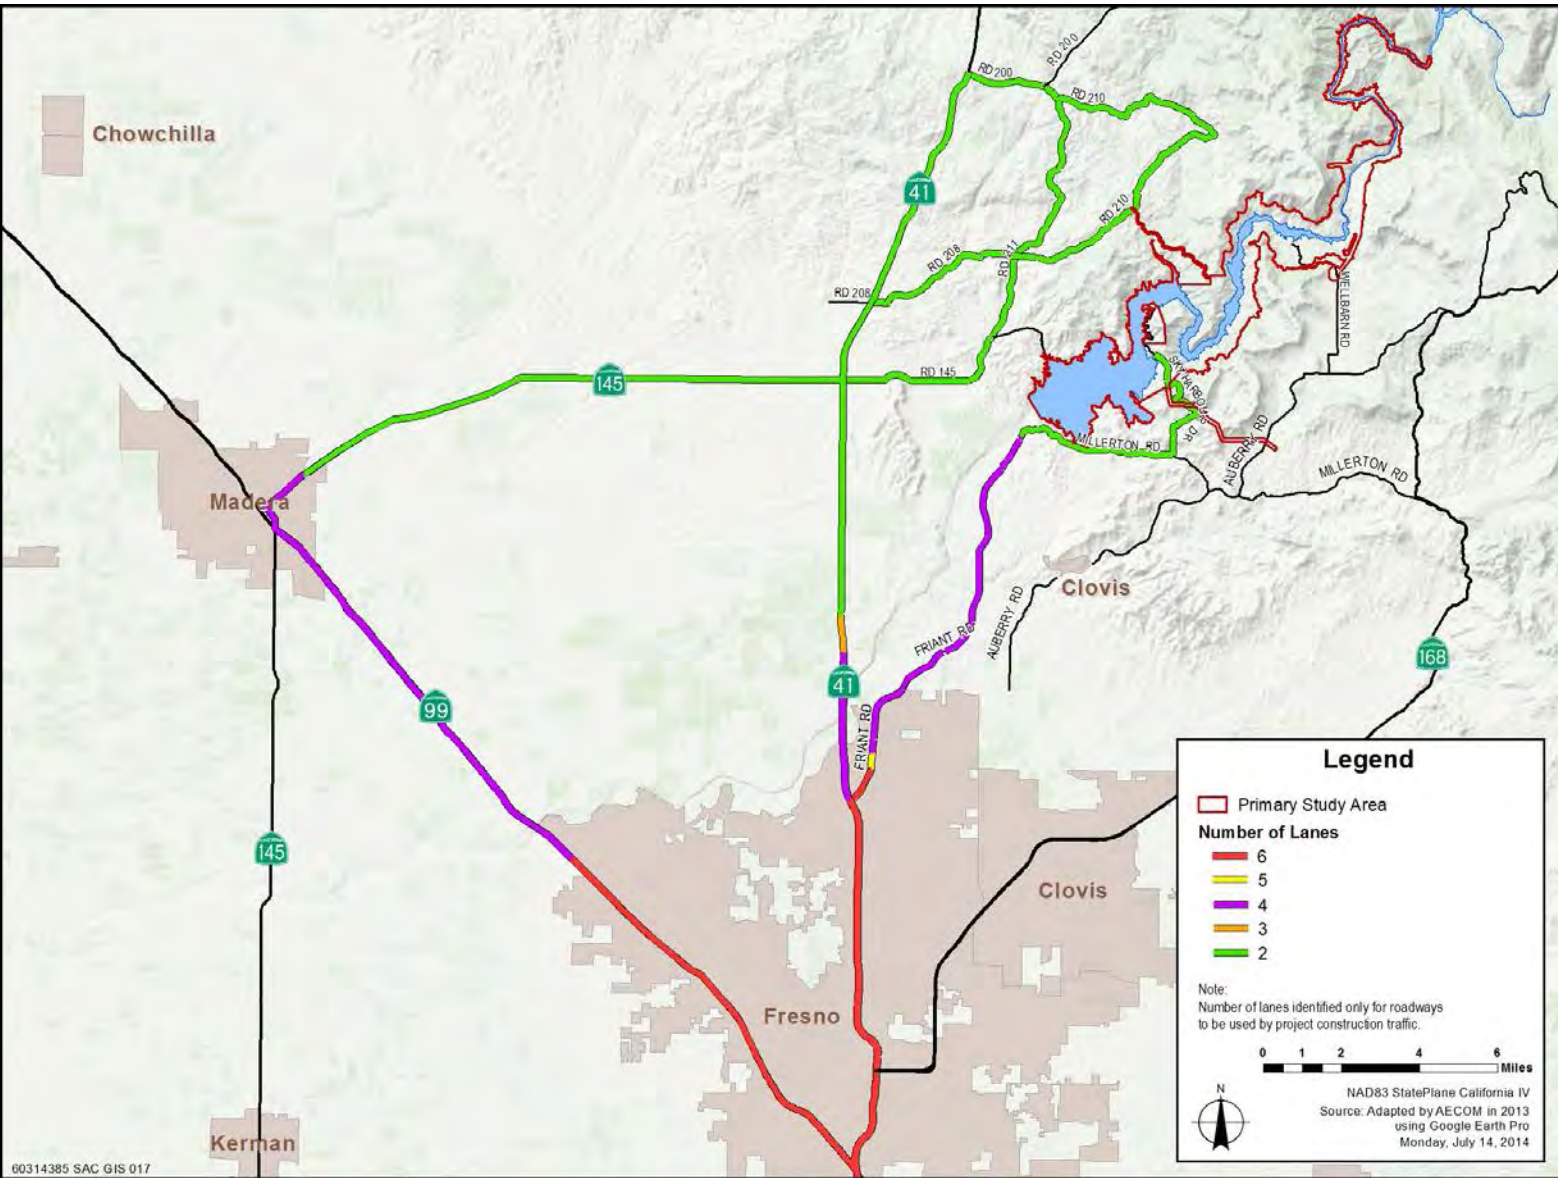 RD 200
RD 200
RD 210
Chowchilla
41
RD 210
RD 208
RD 211
RD 208
WELLBARN RD
145
RD 145
SKY HARBOUR DR
MILLERTON RD
AUBERRY RD
MILLERTON RD
Madera
Clovis
AUBERRY RD
FRIANT RD
168
41
99
FRIANT RD
145
Clovis
Fresno
Kerman
60314385 SAC GIS 017
Legend
Primary Study Area
Number of Lanes
6
5
4
3
2
Note:
Number of lanes identified only for roadways
to be used by project construction traffic.
0 1 2 4 6
Miles
N
NAD83 StatePlane California IV
Source: Adapted by AECOM in 2013
using Google Earth Pro
Monday, July 14, 2014